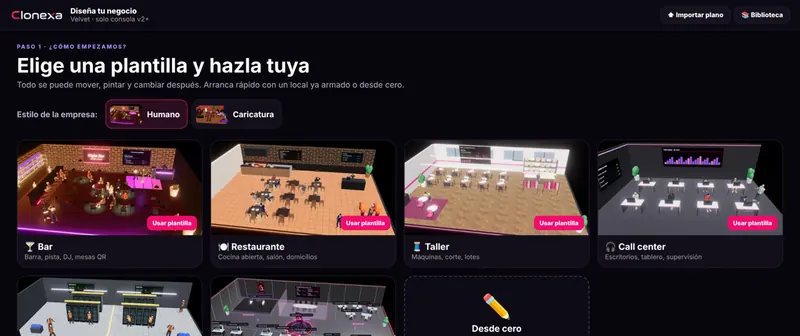 Clonexa
Diseña tu negocio
Velvet · solo consola v2+
Importar plano
Biblioteca
PASO 1 · ¿CÓMO EMPEZAMOS?
Elige una plantilla y hazla tuya
Todo se puede mover, pintar y cambiar después. Arranca rápido con un local ya armado o desde cero.
Estilo de la empresa:
Humano
Caricatura
Usar plantilla
Usar plantilla
Usar plantilla
Usar plantilla
Bar
Barra, pista, DJ, mesas QR
Restaurante
Cocina abierta, salón, domicilios
Taller
Máquinas, corte, lotes
Call center
Escritorios, tablero, supervisión
Desde cero